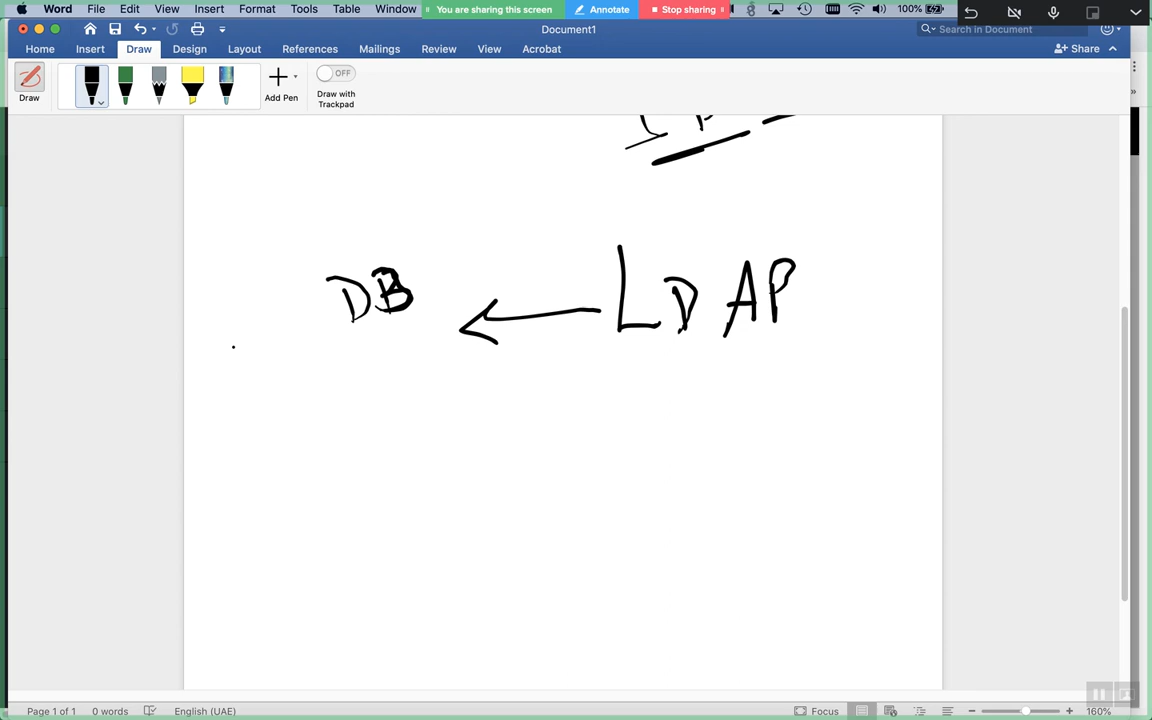 Word File Edit View Insert Format Tools Table Window You are sharing this screen Annotate Stop sharing 100%
Document1 Search in Document
Home Insert Draw Design Layout References Mailings Review View Acrobat Share
OFF
Draw Add Pen Draw with
Trackpad
DB LDAP
Page 1 of 1 0 words English (UAE) Focus 160%